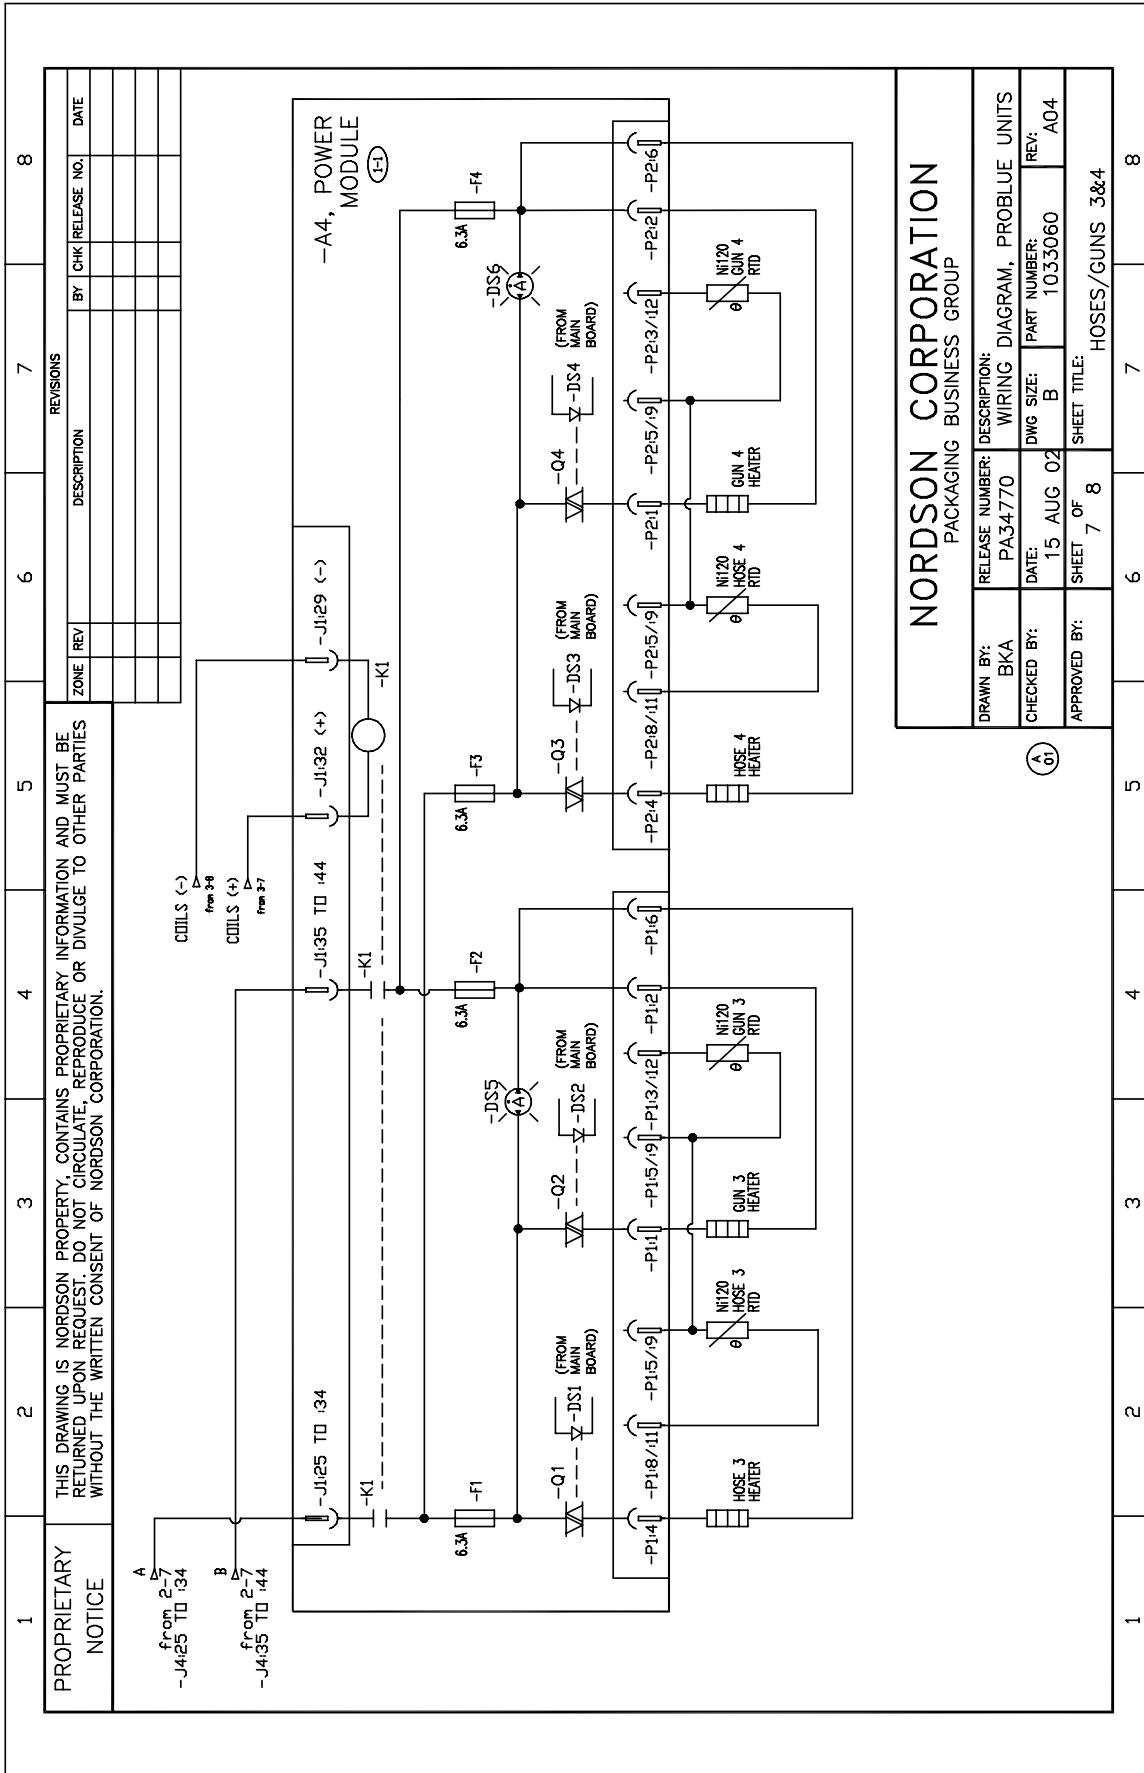 1
2
3
4
5
6
7
8
PROPRIETARY
NOTICE
THIS DRAWING IS NORDSON PROPERTY, CONTAINS PROPRIETARY INFORMATION AND MUST BE
RETURNED UPON REQUEST. DO NOT CIRCULATE, REPRODUCE OR DIVULGE TO OTHER PARTIES
WITHOUT THE WRITTEN CONSENT OF NORDSON CORPORATION.
REVISIONS
ZONE
REV
DESCRIPTION
BY
CHK
RELEASE NO.
DATE
A
from 2-7
-J4:25 TO :34
B
from 2-7
-J4:35 TO :44
COILS (-)
from 3-8
COILS (+)
from 3-7
-J1:25 TO :34
-J1:35 TO :44
-J1:32 (+)
-J1:29 (-)
-A4, POWER
MODULE
1-1
-K1
-K1
-K1
6.3A
-F1
6.3A
-F2
6.3A
-F3
6.3A
-F4
-DS5
A
-DS6
A
-Q1
-DS1
(FROM
MAIN
BOARD)
-Q2
-DS2
(FROM
MAIN
BOARD)
-Q3
-DS3
(FROM
MAIN
BOARD)
-Q4
-DS4
(FROM
MAIN
BOARD)
-P1:4
-P1:8/:11
-P1:5/:9
-P1:1
-P1:5/:9
-P1:3/:12
-P1:2
-P1:6
-P2:4
-P2:8/:11
-P2:5/:9
-P2:1
-P2:5/:9
-P2:3/:12
-P2:2
-P2:6
HOSE 3
HEATER
Ni120
HOSE 3
RTD
θ
GUN 3
HEATER
Ni120
GUN 3
RTD
θ
HOSE 4
HEATER
Ni120
HOSE 4
RTD
θ
GUN 4
HEATER
Ni120
GUN 4
RTD
θ
A
01
NORDSON CORPORATION
PACKAGING BUSINESS GROUP
DRAWN BY:
BKA
RELEASE NUMBER:
PA34770
DESCRIPTION:
WIRING DIAGRAM, PROBLUE UNITS
CHECKED BY:
DATE:
15 AUG 02
DWG SIZE:
B
PART NUMBER:
1033060
REV:
A04
APPROVED BY:
SHEET OF
7 8
SHEET TITLE:
HOSES/GUNS 3&4
1
2
3
4
5
6
7
8